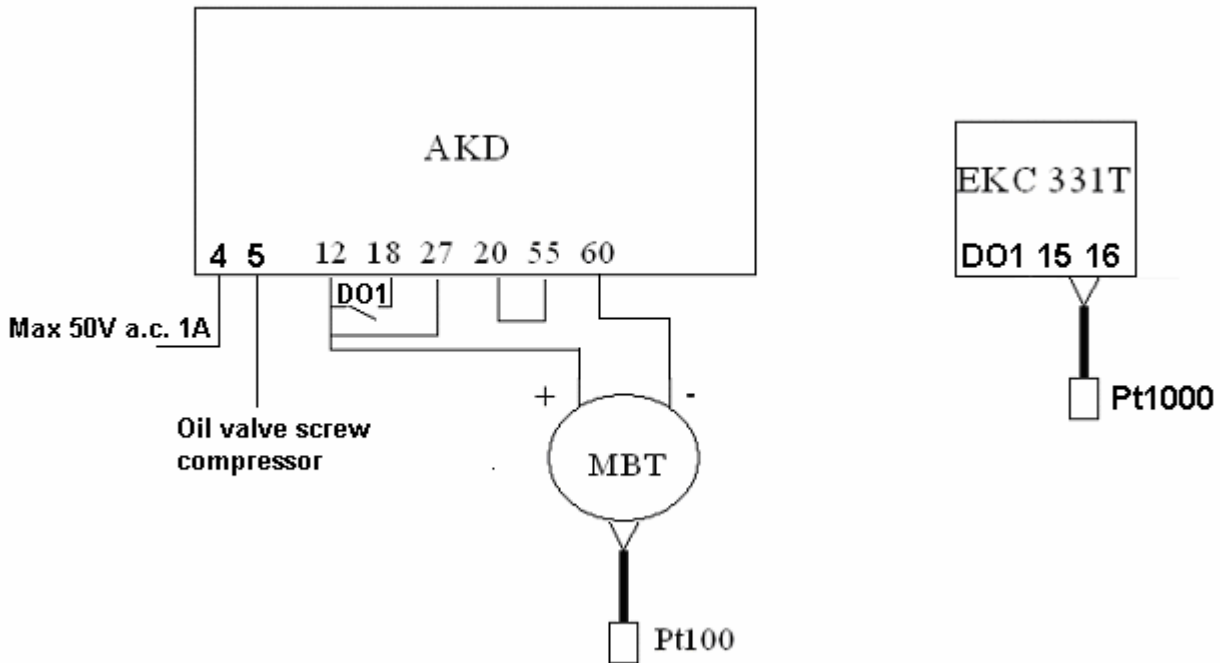 AKD
4 5 12 18 27 20 55 60
DO1
Max 50V a.c. 1A
Oil valve screw
compressor
+ -
MBT
Pt100
EKC 331T
DO1 15 16
Pt1000